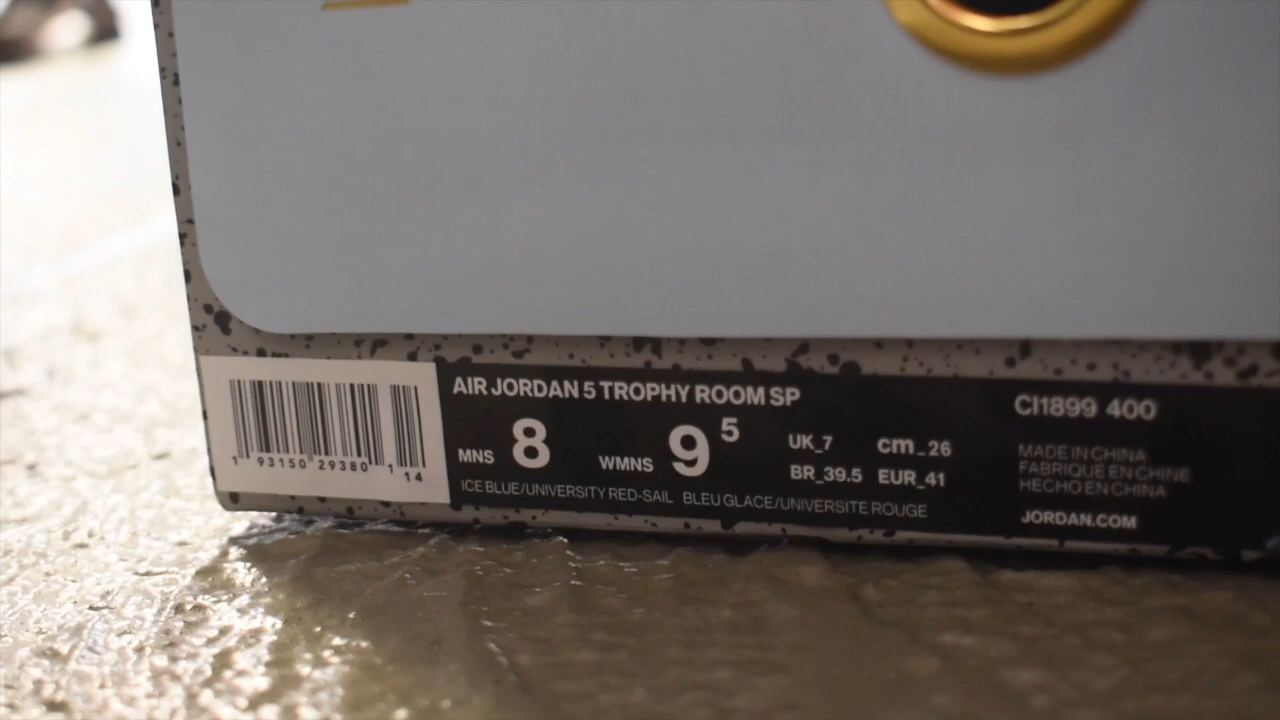 AIR JORDAN 5 TROPHY ROOM SP
MNS 8 WMNS 9 5
UK_7 cm_26
BR_39.5 EUR_41
ICE BLUE/UNIVERSITY RED-SAIL BLEU GLACE/UNIVERSITE ROUGE
CI1899 400
MADE IN CHINA
FABRIQUE EN CHINE
HECHO EN CHINA
JORDAN.COM
1 93150 29380 1
14